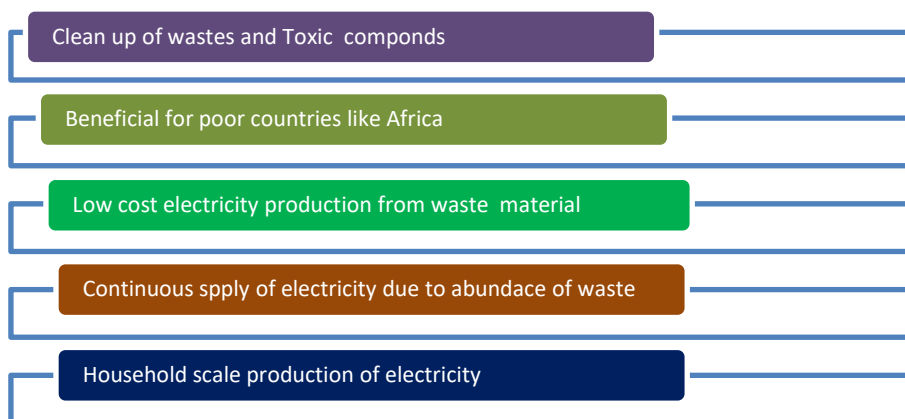 Clean up of wastes and Toxic componds
Beneficial for poor countries like Africa
Low cost electricity production from waste material
Continuous spply of electricity due to abundace of waste
Household scale production of electricity